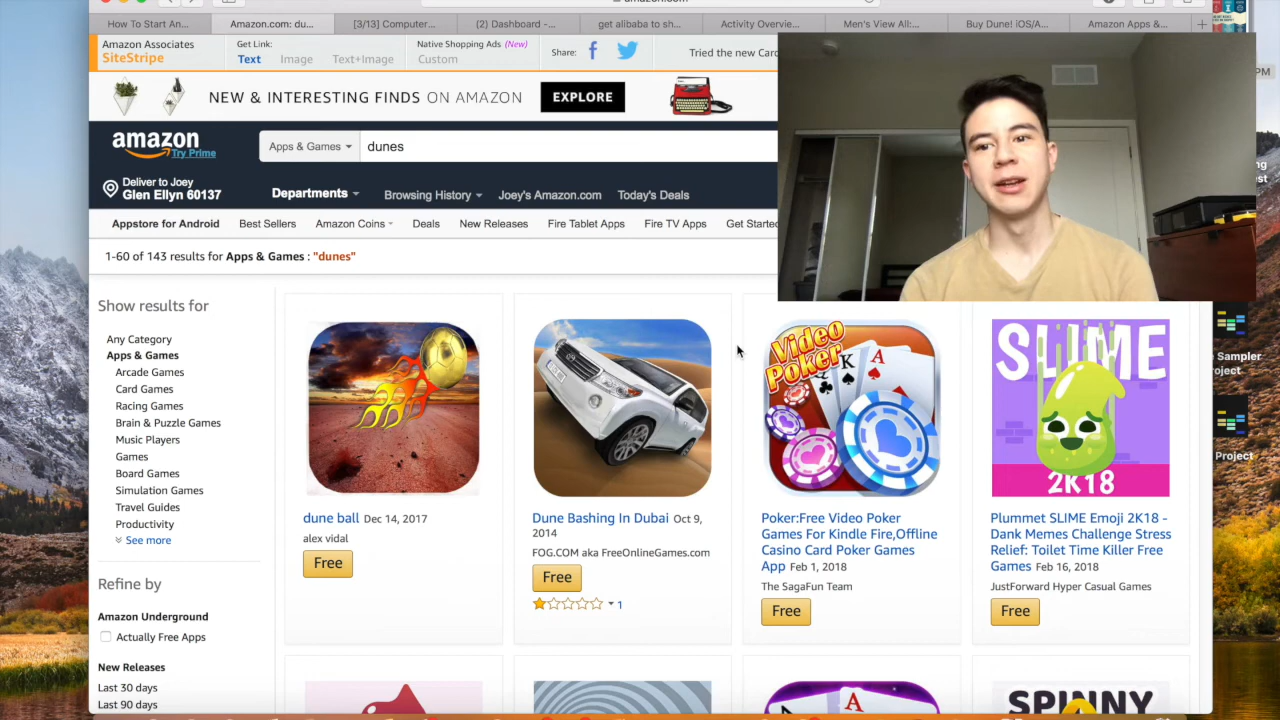 amazon.com
How To Start An...
Amazon.com: du...
[3/13] Computer...
(2) Dashboard -...
get alibaba to sh...
Activity Overvie...
Men's View All:...
Buy Dune! iOS/A...
Amazon Apps &...
Amazon Associates
SiteStripe
Get Link:
Text Image Text+Image
Native Shopping Ads (New)
Custom
Share:
Tried the new Car
PM
NEW & INTERESTING FINDS ON AMAZON
EXPLORE
amazon
Try Prime
Apps & Games
dunes
Deliver to Joey
Glen Ellyn 60137
Departments
Browsing History
Joey's Amazon.com
Today's Deals
Appstore for Android
Best Sellers
Amazon Coins
Deals
New Releases
Fire Tablet Apps
Fire TV Apps
Get Started
1-60 of 143 results for Apps & Games : "dunes"
Show results for
Any Category
Apps & Games
Arcade Games
Card Games
Racing Games
Brain & Puzzle Games
Music Players
Games
Board Games
Simulation Games
Travel Guides
Productivity
See more
Refine by
Amazon Underground
Actually Free Apps
New Releases
Last 30 days
Last 90 days
dune ball Dec 14, 2017
alex vidal
Free
Dune Bashing In Dubai Oct 9,
2014
FOG.COM aka FreeOnlineGames.com
Free
1
Video
Poker
K
A
Poker:Free Video Poker
Games For Kindle Fire,Offline
Casino Card Poker Games
App Feb 1, 2018
The SagaFun Team
Free
SLIME
2K18
Plummet SLIME Emoji 2K18 -
Dank Memes Challenge Stress
Relief: Toilet Time Killer Free
Games Feb 16, 2018
JustForward Hyper Casual Games
Free
A
SPINNY
Sampler
Project